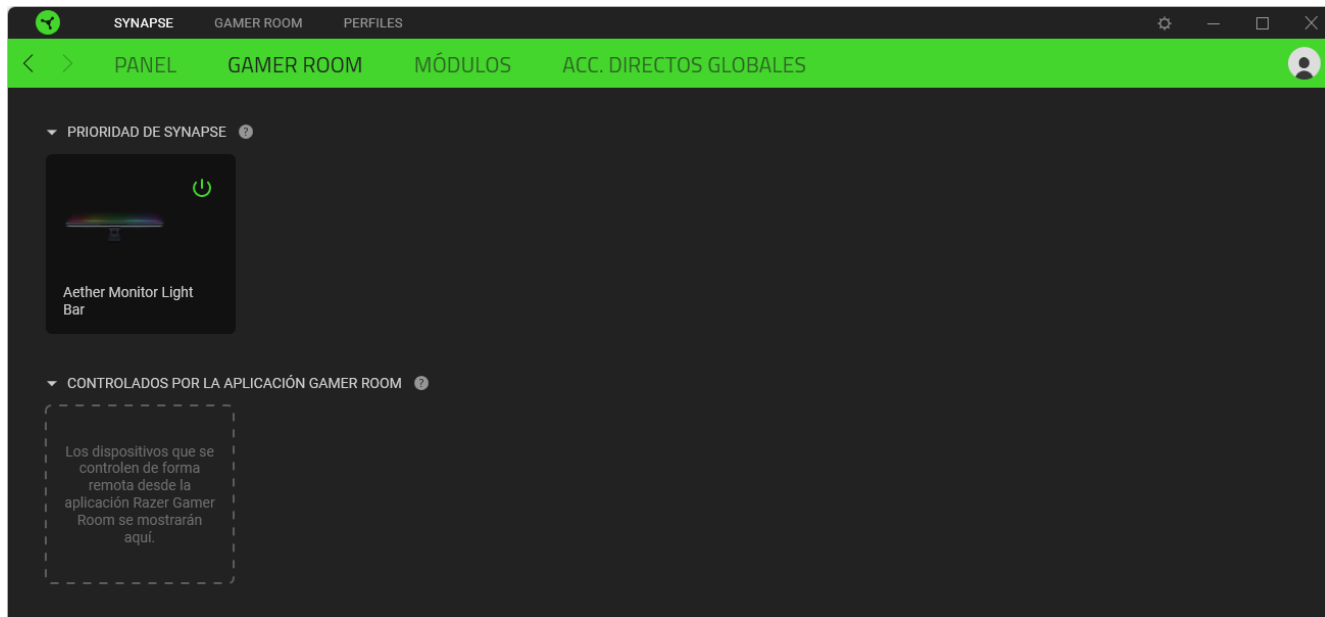 SYNAPSE GAMER ROOM PERFILES
PANEL GAMER ROOM MÓDULOS ACC. DIRECTOS GLOBALES
PRIORIDAD DE SYNAPSE ?
Aether Monitor Light
Bar
CONTROLADOS POR LA APLICACIÓN GAMER ROOM ?
Los dispositivos que se
controlen de forma
remota desde la
aplicación Razer Gamer
Room se mostrarán
aquí.